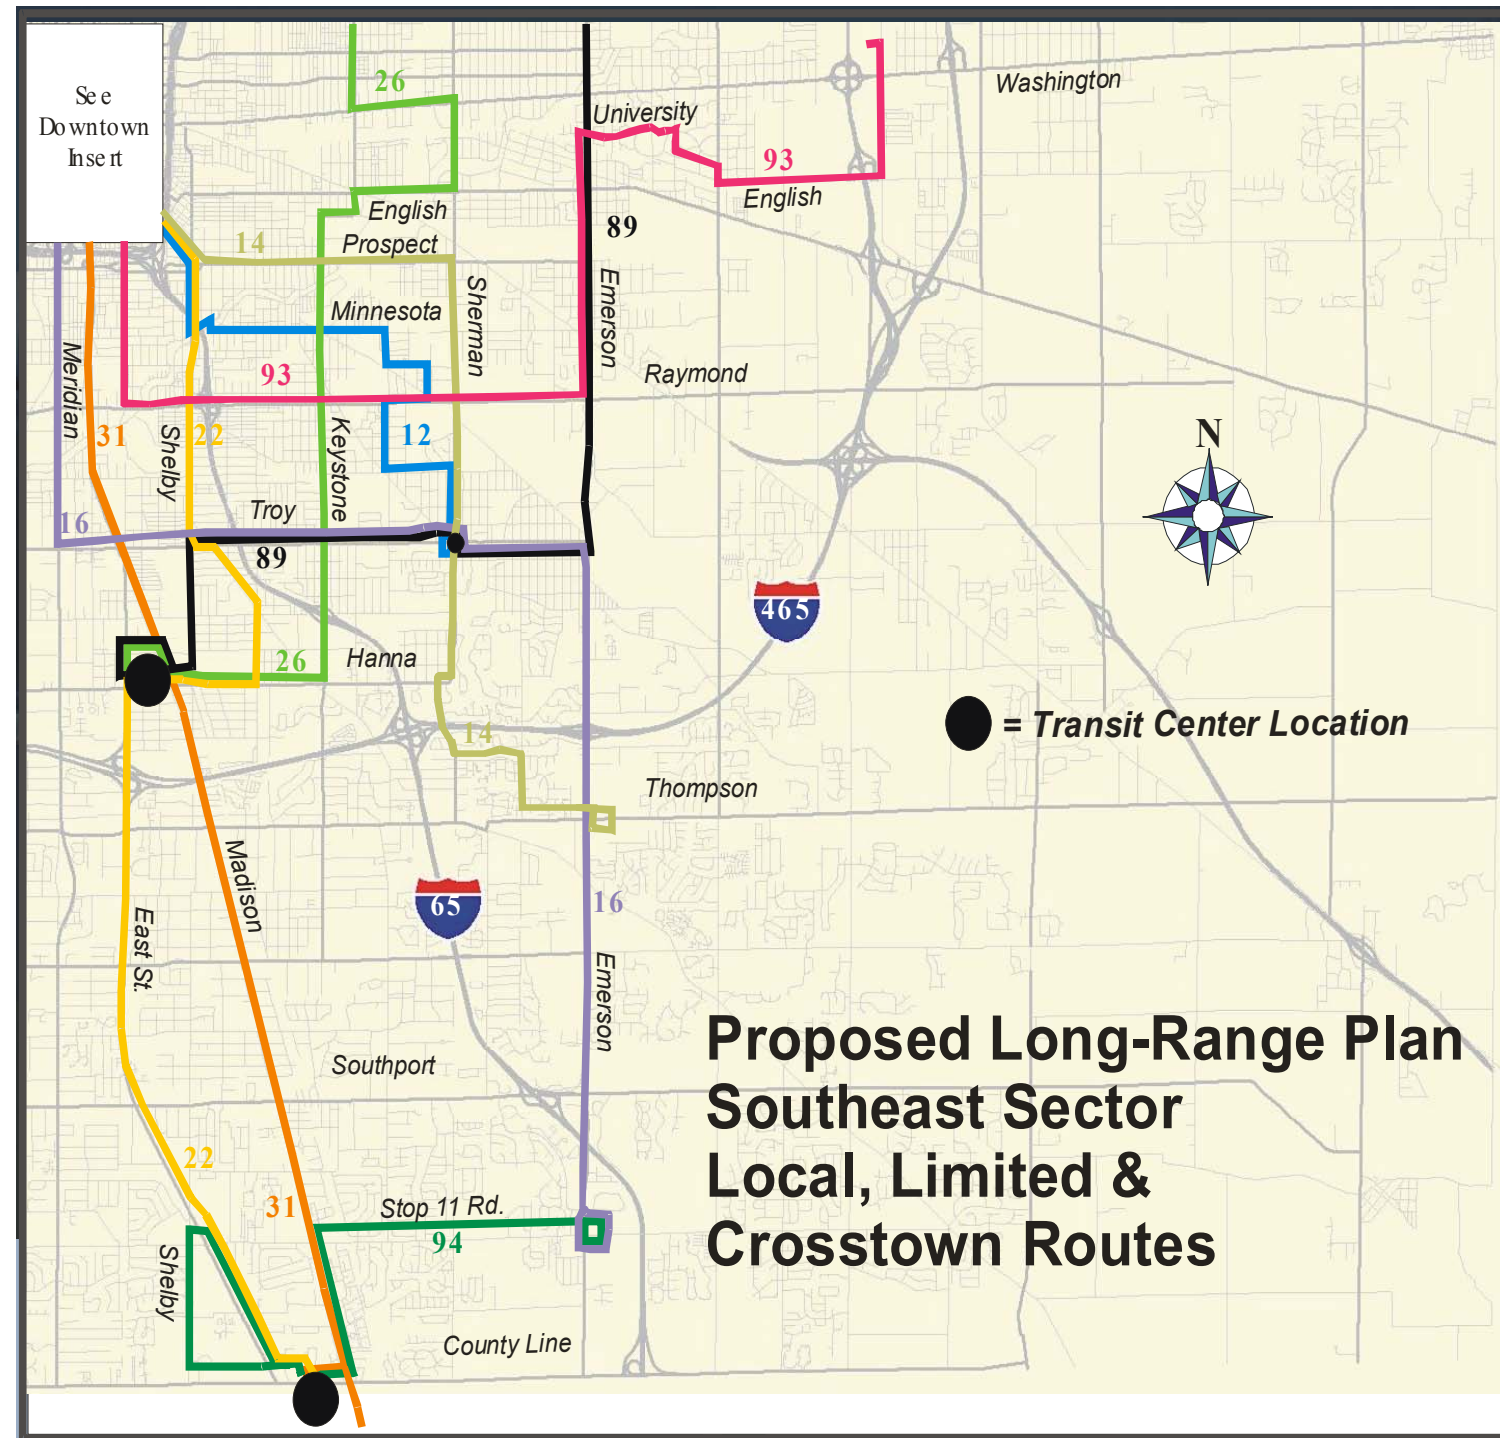 See
Downtown
Insert
26
Washington
University
93
English
English
89
14
Prospect
Sherman
Emerson
Minnesota
Meridian
93
Raymond
31
Shelby
22
Keystone
12
N
16
Troy
89
465
26
Hanna
14
= Transit Center Location
Thompson
Madison
65
16
East St.
Emerson
Proposed Long-Range Plan
Southeast Sector
Local, Limited &
Crosstown Routes
Southport
22
31
Stop 11 Rd.
94
Shelby
County Line